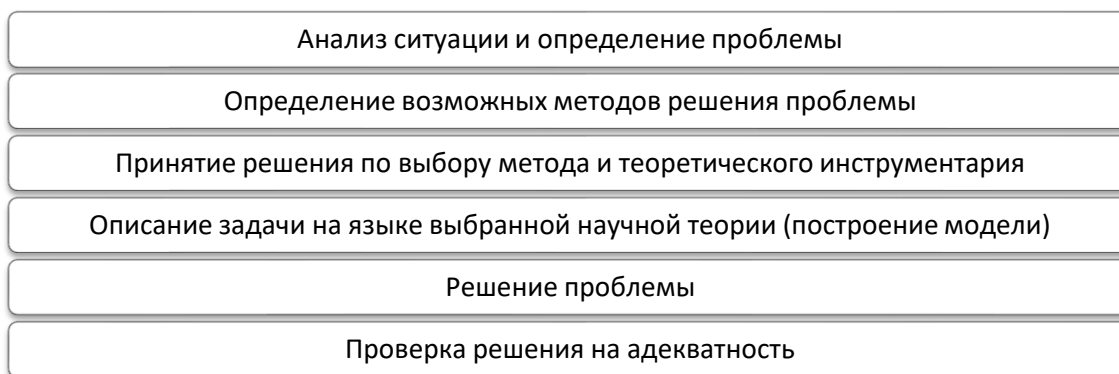 Анализ ситуации и определение проблемы
Определение возможных методов решения проблемы
Принятие решения по выбору метода и теоретического инструментария
Описание задачи на языке выбранной научной теории (построение модели)
Решение проблемы
Проверка решения на адекватность